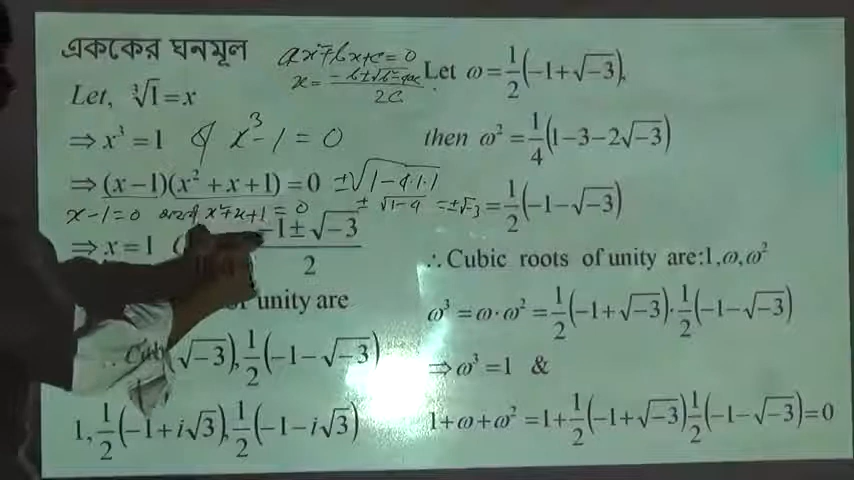 এককের ঘনমূল
ax²+bx+c=0
x = (-b±√b²-4ac)/2a
Let, ∛1 = x
⇒ x³ = 1 x³-1 = 0
⇒ (x-1)(x²+x+1) = 0 ±√1-4·1·1
x-1=0 অথবা x²+x+1=0 ±√1-4 = ±√-3
⇒ x = 1 -1±√-3 / 2
of unity are
∴ Cub √-3), 1/2(-1-√-3)
1, 1/2(-1+i√3), 1/2(-1-i√3)
Let ω = 1/2(-1+√-3),
then ω² = 1/4(1-3-2√-3)
= 1/2(-1-√-3)
∴ Cubic roots of unity are:1,ω,ω²
ω³ = ω·ω² = 1/2(-1+√-3)·1/2(-1-√-3)
⇒ ω³ = 1 &
1+ω+ω² = 1+1/2(-1+√-3)1/2(-1-√-3)=0